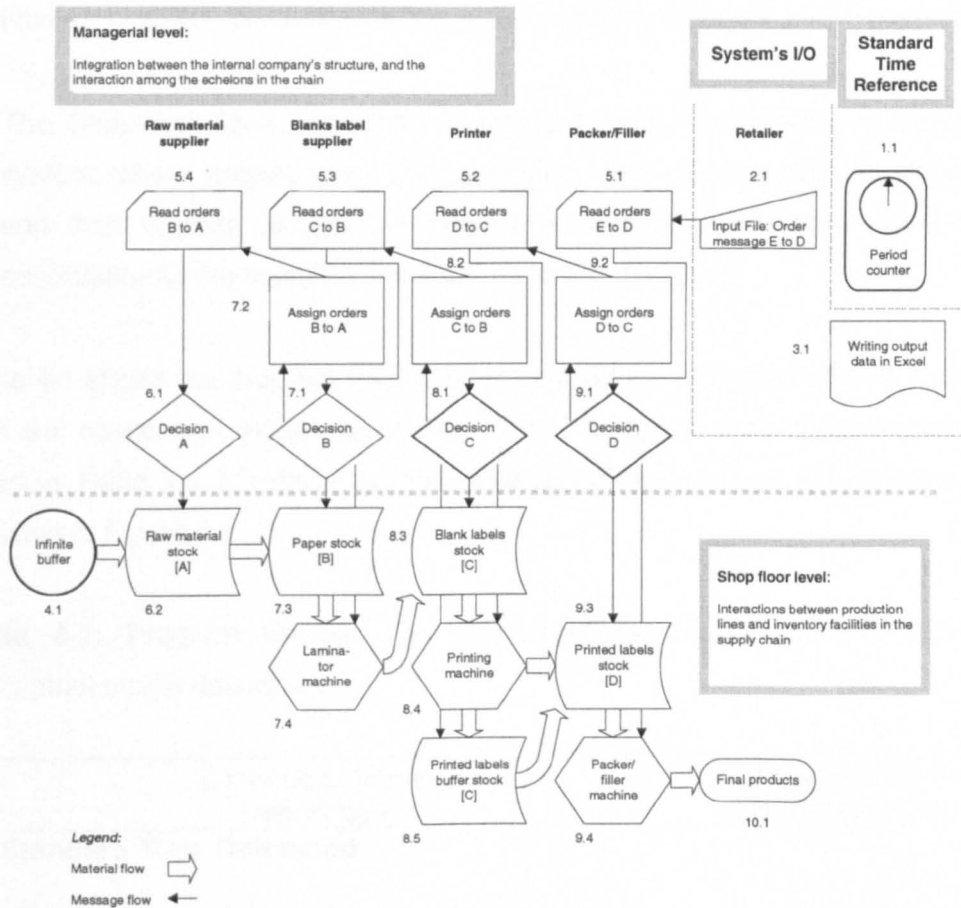 Managerial level:
Integration between the internal company's structure, and the
interaction among the echelons in the chain
System's I/O
Standard
Time
Reference
Raw material
supplier
Blanks label
supplier
Printer
Packer/Filler
Retailer
5.4
5.3
5.2
5.1
2.1
1.1
Read orders
B to A
Read orders
C to B
Read orders
D to C
Read orders
E to D
Input File: Order
message E to D
Period
counter
8.2
9.2
7.2
Assign orders
B to A
Assign orders
C to B
Assign orders
D to C
3.1
Writing output
data in Excel
6.1
7.1
8.1
9.1
Decision
A
Decision
B
Decision
C
Decision
D
Infinite
buffer
Raw material
stock
[A]
Paper stock
[B]
8.3
Blank labels
stock
[C]
Shop floor level:
Interactions between production
lines and inventory facilities in the
supply chain
4.1
6.2
7.3
9.3
Lamina-
tor
machine
Printing
machine
Printed labels
stock
[D]
7.4
8.4
Printed labels
buffer stock
[C]
Packer/
filler
machine
Final products
10.1
8.5
9.4
Legend:
Material flow
Message flow